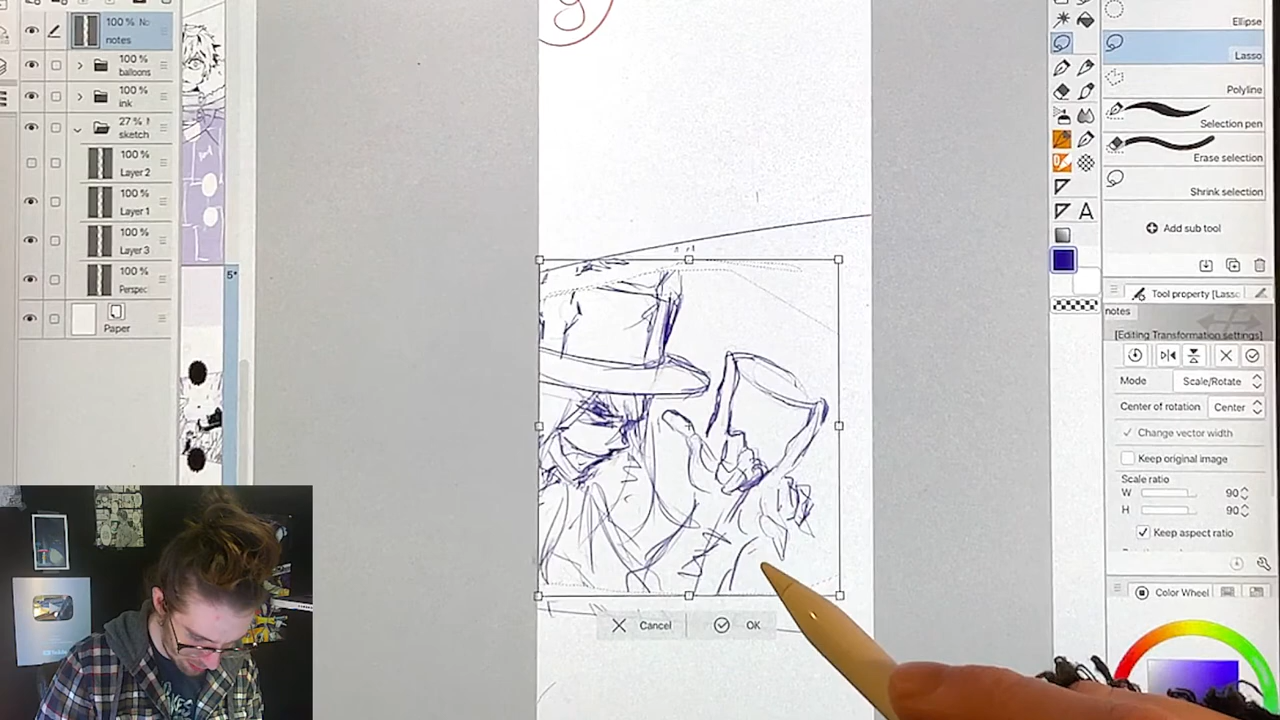 100 % No
notes
100 %
balloons
100 %
ink
27 %
sketch
100 %
Layer 2
100 %
Layer 1
100 %
Layer 3
100 %
Perspec
Paper
5*
Cancel
OK
Ellipse
Lasso
Polyline
Selection pen
Erase selection
Shrink selection
Add sub tool
A
Tool property [Lasso
notes
[Editing Transformation settings]
Mode
Scale/Rotate
Center of rotation
Center
Change vector width
Keep original image
Scale ratio
W
90
H
90
Keep aspect ratio
Color Wheel